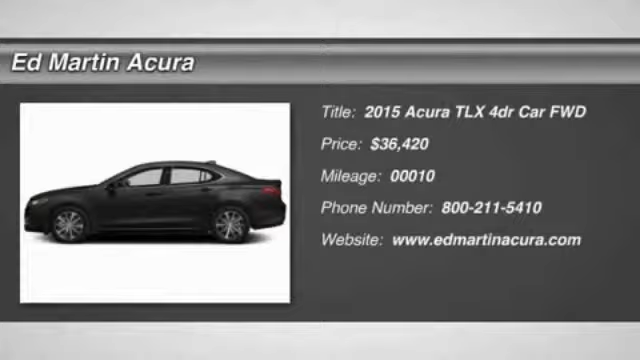 Ed Martin Acura
Title: 2015 Acura TLX 4dr Car FWD
Price: $36,420
Mileage: 00010
Phone Number: 800-211-5410
Website: www.edmartinacura.com